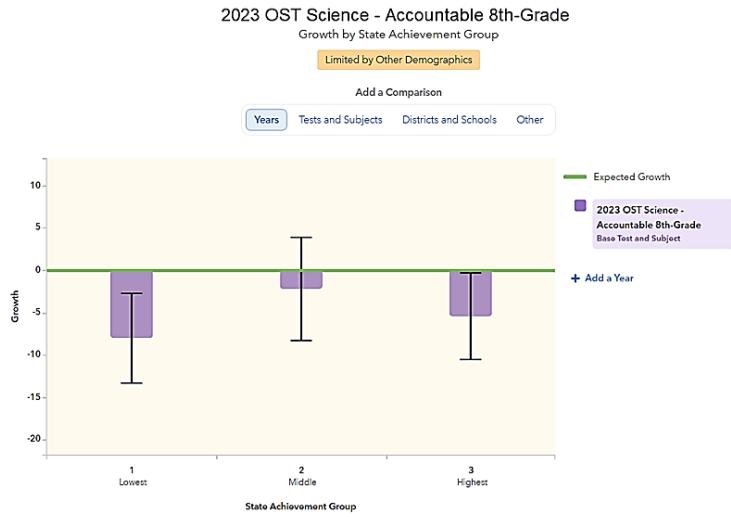 2023 OST Science - Accountable 8th-Grade
Growth by State Achievement Group
Limited by Other Demographics
Add a Comparison
Years Tests and Subjects Districts and Schools Other
Expected Growth
2023 OST Science -
Accountable 8th-Grade
Base Test and Subject
+ Add a Year
Growth
10
5
0
-5
-10
-15
-20
1 2 3
Lowest Middle Highest
State Achievement Group